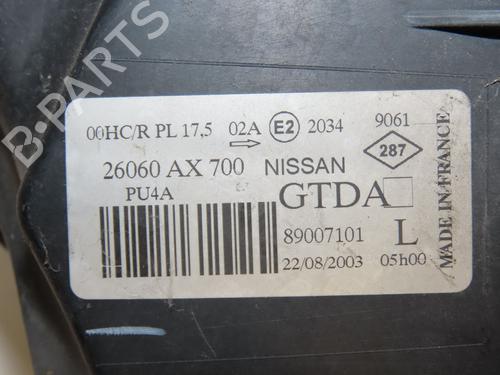 B-PARTS
00HC/R PL 17,5 02A E2 2034 9061
26060 AX 700 NISSAN 287
PU4A GTDA
89007101 L
22/08/2003 05h00
MADE IN FRANCE